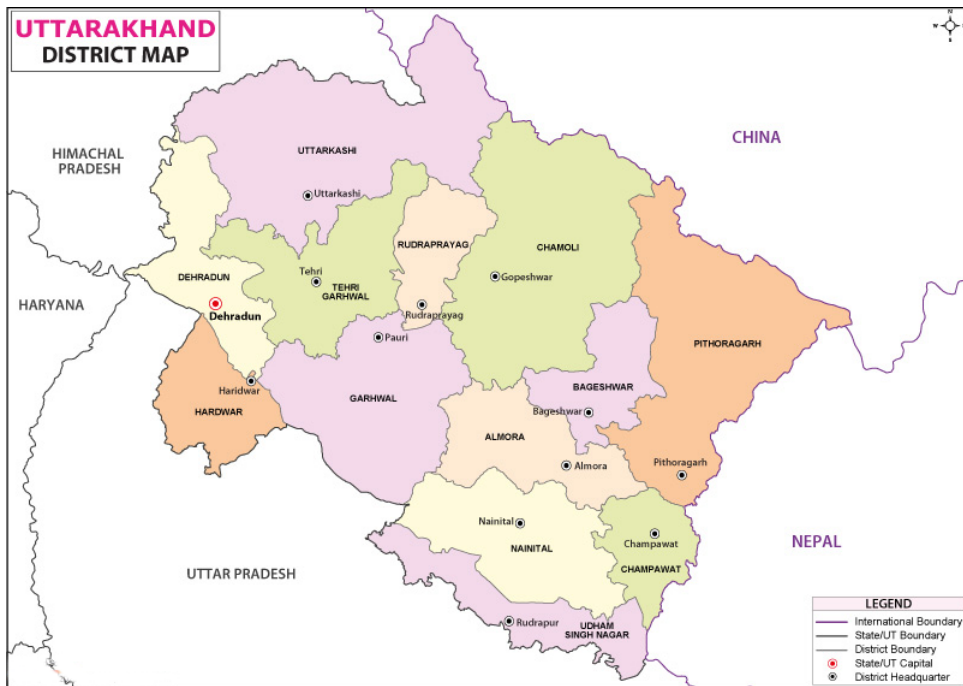 UTTARAKHAND
DISTRICT MAP
N
W
E
S
CHINA
HIMACHAL
PRADESH
UTTARKASHI
Uttarkashi
RUDRAPRAYAG
CHAMOLI
DEHRADUN
Tehri
TEHRI
GARHWAL
Gopeshwar
HARYANA
Dehradun
Rudraprayag
Pauri
PITHORAGARH
Haridwar
GARHWAL
BAGESHWAR
HARDWAR
Bageshwar
ALMORA
Almora
Pithoragarh
Nainital
NAINITAL
Champawat
CHAMPAWAT
NEPAL
UTTAR PRADESH
Rudrapur
UDHAM
SINGH NAGAR
LEGEND
International Boundary
State/UT Boundary
District Boundary
State/UT Capital
District Headquarter